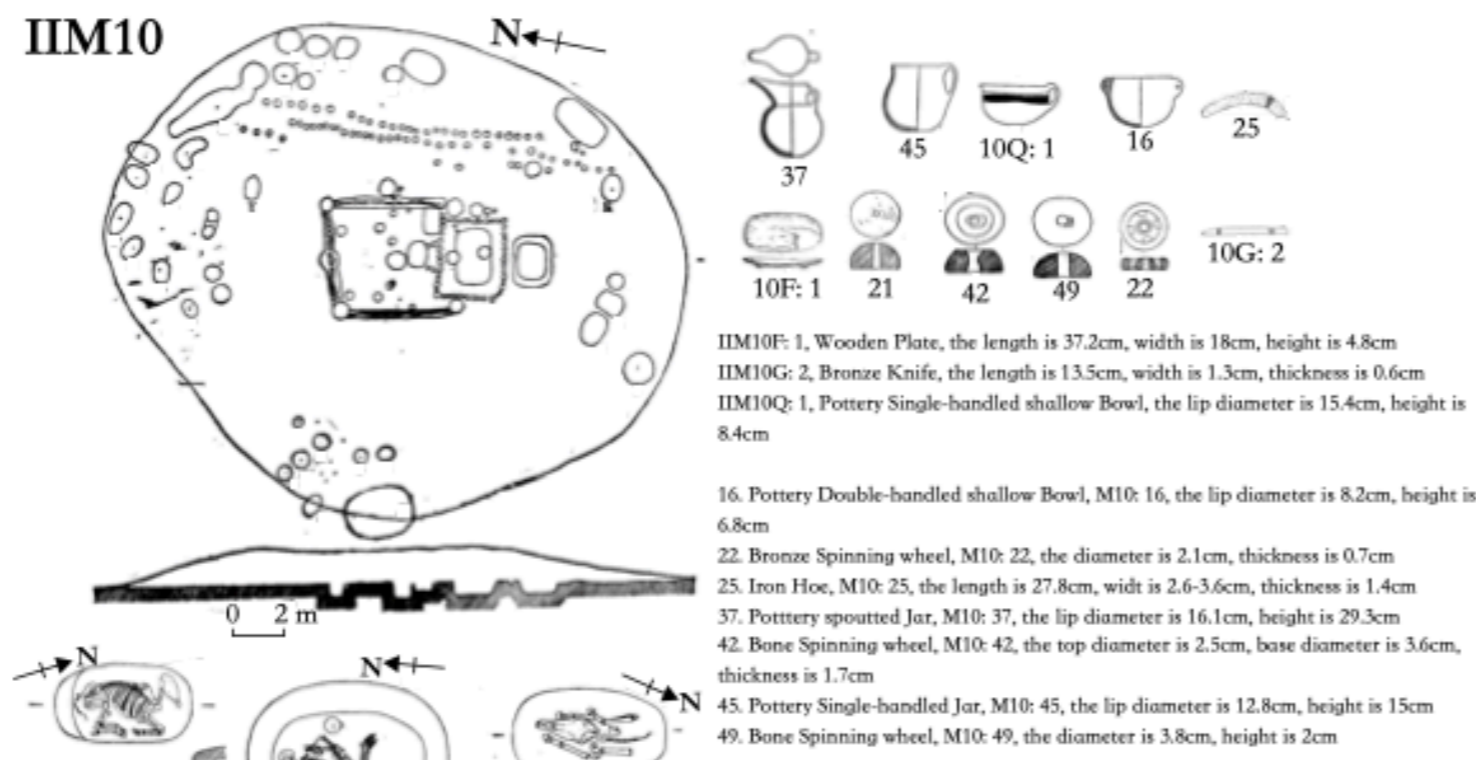 IIM10
N
37
45
10Q: 1
16
25
10F: 1
21
42
49
22
10G: 2
IIM10F: 1, Wooden Plate, the length is 37.2cm, width is 18cm, height is 4.8cm
IIM10G: 2, Bronze Knife, the length is 13.5cm, width is 1.3cm, thickness is 0.6cm
IIM10Q: 1, Pottery Single-handled shallow Bowl, the lip diameter is 15.4cm, height is
8.4cm
16. Pottery Double-handled shallow Bowl, M10: 16, the lip diameter is 8.2cm, height is
6.8cm
22. Bronze Spinning wheel, M10: 22, the diameter is 2.1cm, thickness is 0.7cm
25. Iron Hoe, M10: 25, the length is 27.8cm, widt is 2.6-3.6cm, thickness is 1.4cm
37. Potttery spoutted Jar, M10: 37, the lip diameter is 16.1cm, height is 29.3cm
42. Bone Spinning wheel, M10: 42, the top diameter is 2.5cm, base diameter is 3.6cm,
thickness is 1.7cm
45. Pottery Single-handled Jar, M10: 45, the lip diameter is 12.8cm, height is 15cm
49. Bone Spinning wheel, M10: 49, the diameter is 3.8cm, height is 2cm
0 2 m
N
N
N